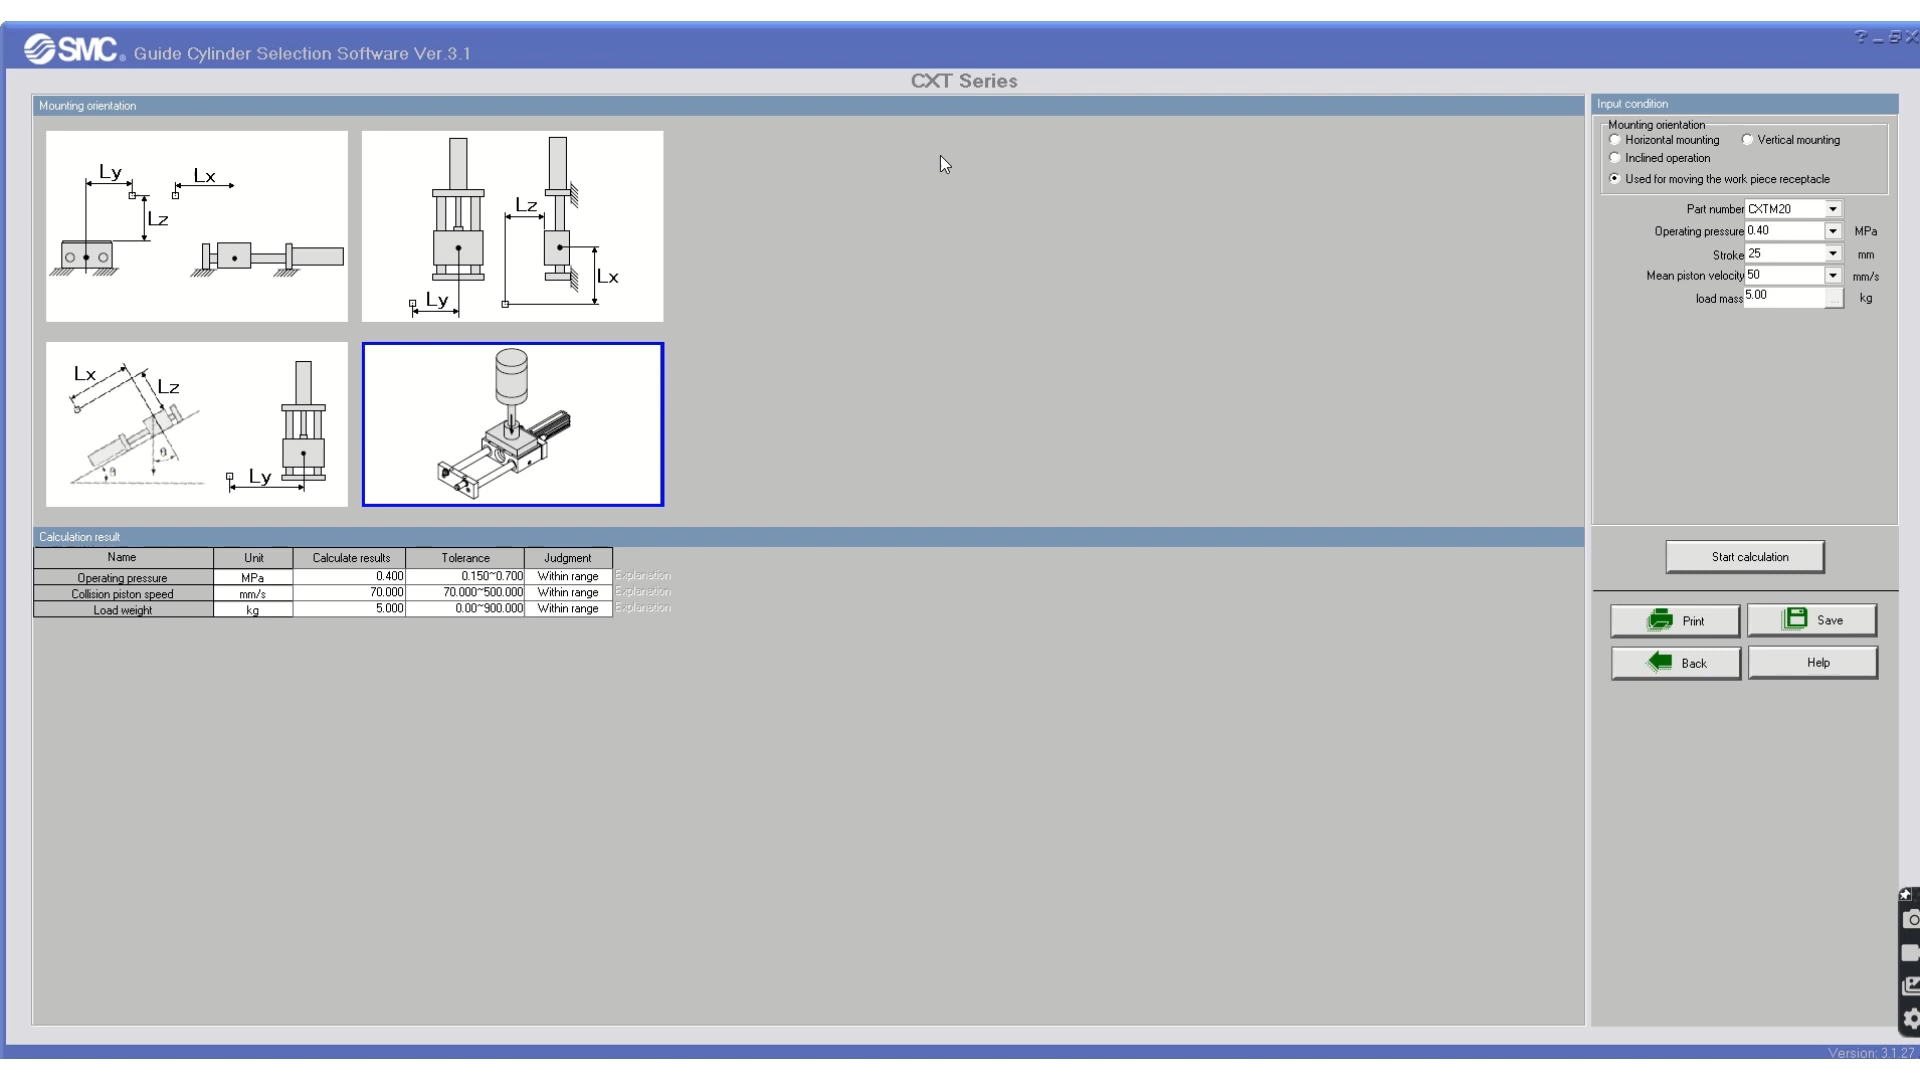 SMC. Guide Cylinder Selection Software Ver.3.1
CXT Series
Mounting orientation
Ly
Lx
Lz
Lz
Lx
Ly
Lx
Lz
θ
θ
Ly
Calculation result
Name Unit Calculate results Tolerance Judgment
Operating pressure MPa 0.400 0.150~0.700 Within range Explanation
Collision piston speed mm/s 70.000 70.000~500.000 Within range Explanation
Load weight kg 5.000 0.00~900.000 Within range Explanation
Input condition
Mounting orientation
Horizontal mounting Vertical mounting
Inclined operation
Used for moving the work piece receptacle
Part number CXTM20
Operating pressure 0.40 MPa
Stroke 25 mm
Mean piston velocity 50 mm/s
load mass 5.00 ... kg
Start calculation
Print Save
Back Help
Version: 3.1.27